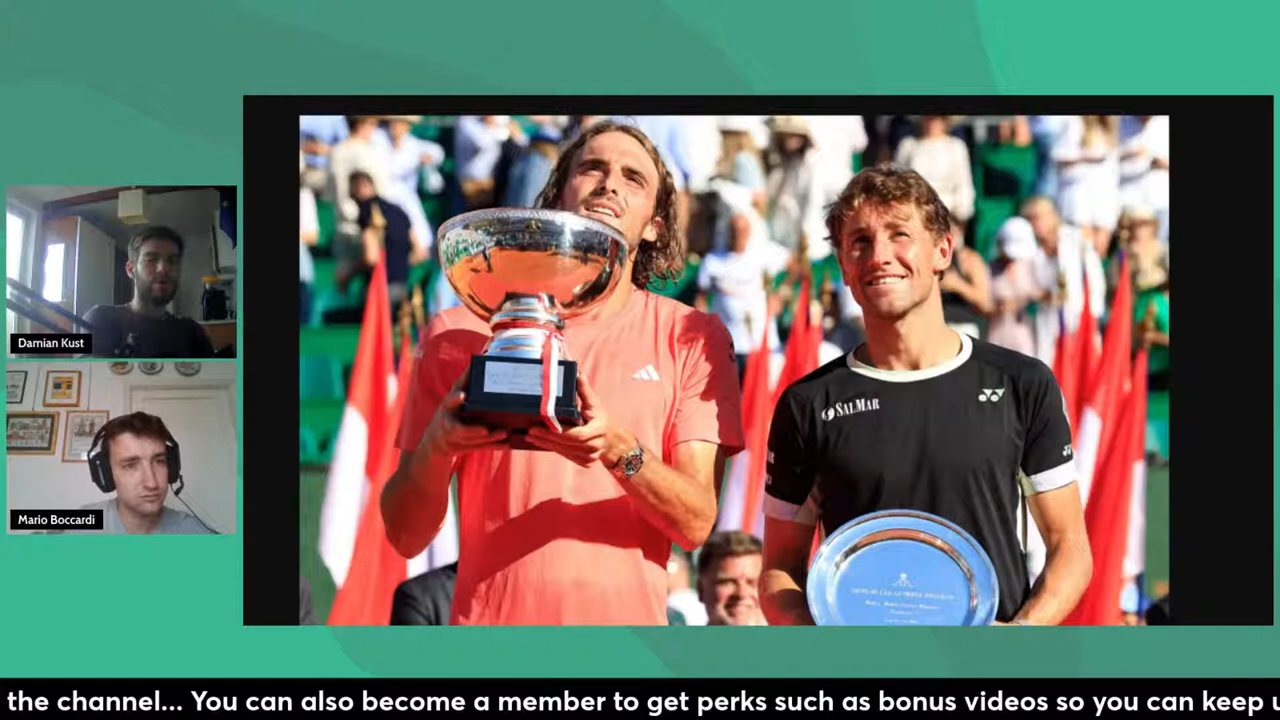 Damian Kust
Mario Boccardi
SALMAR
the channel... You can also become a member to get perks such as bonus videos so you can keep u